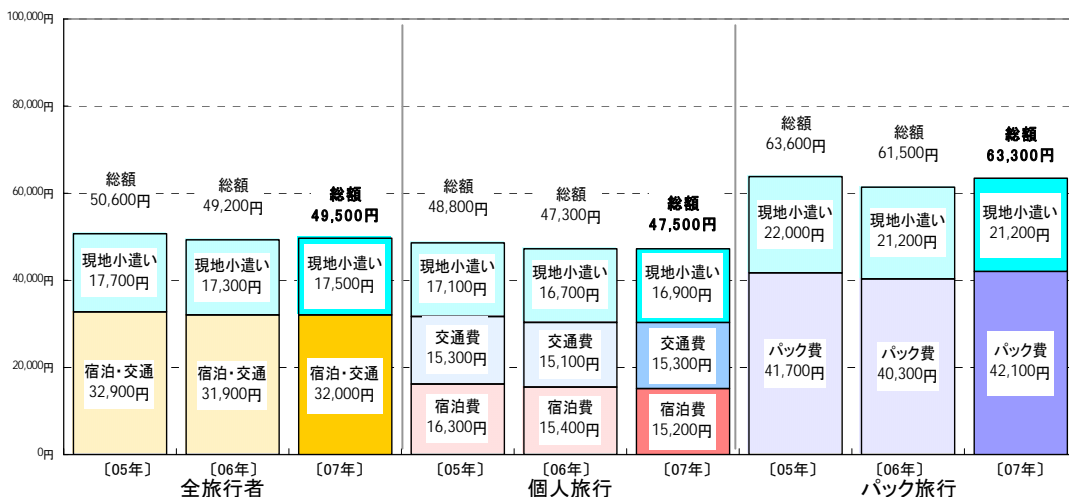 100,000円
80,000円
60,000円
40,000円
20,000円
0円
総額
50,600円
現地小遣い
17,700円
宿泊・交通
32,900円
〔05年〕
総額
49,200円
現地小遣い
17,300円
宿泊・交通
31,900円
〔06年〕
総額
49,500円
現地小遣い
17,500円
宿泊・交通
32,000円
〔07年〕
全旅行者
総額
48,800円
現地小遣い
17,100円
交通費
15,300円
宿泊費
16,300円
〔05年〕
総額
47,300円
現地小遣い
16,700円
交通費
15,100円
宿泊費
15,400円
〔06年〕
総額
47,500円
現地小遣い
16,900円
交通費
15,300円
宿泊費
15,200円
〔07年〕
個人旅行
総額
63,600円
現地小遣い
22,000円
パック費
41,700円
〔05年〕
総額
61,500円
現地小遣い
21,200円
パック費
40,300円
〔06年〕
総額
63,300円
現地小遣い
21,200円
パック費
42,100円
〔07年〕
パック旅行